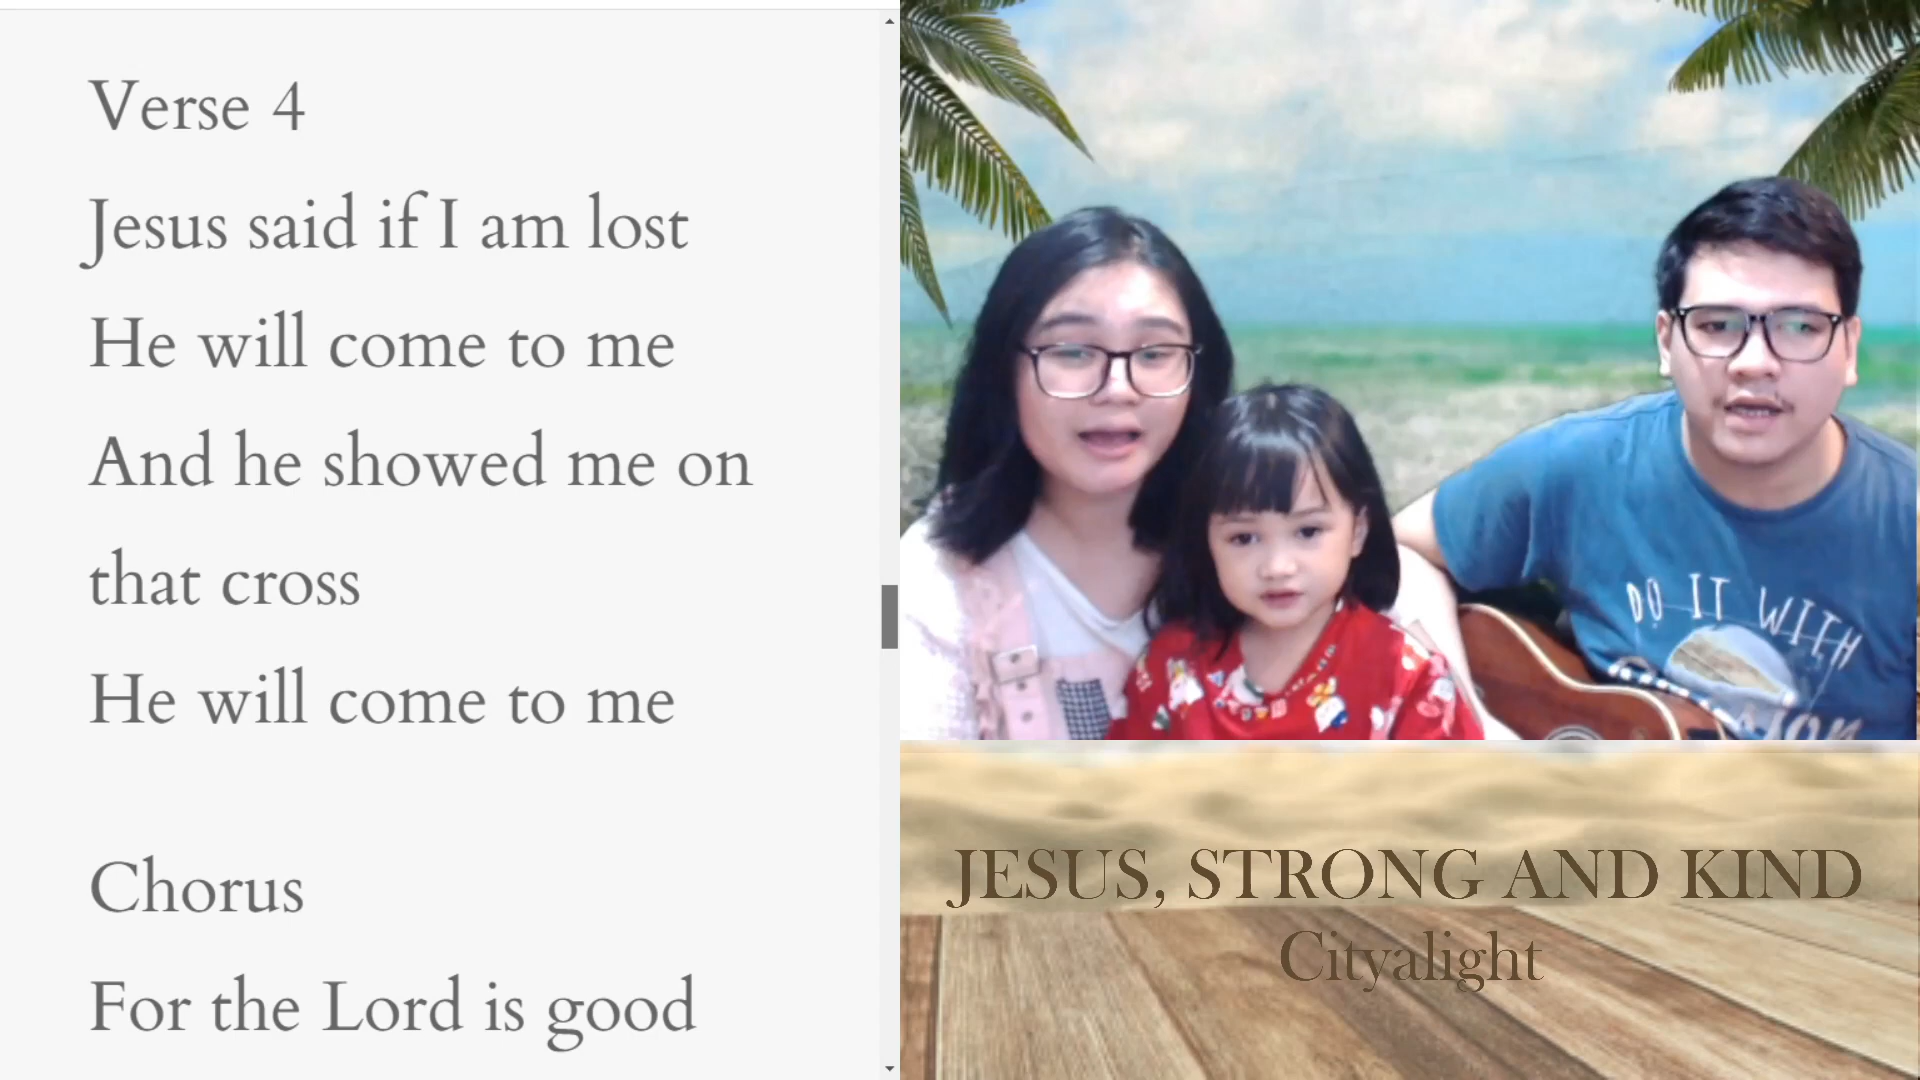 Verse 4
Jesus said if I am lost
He will come to me
And he showed me on
that cross
He will come to me
Chorus
For the Lord is good
DO IT WITH
JESUS, STRONG AND KIND
Cityalight